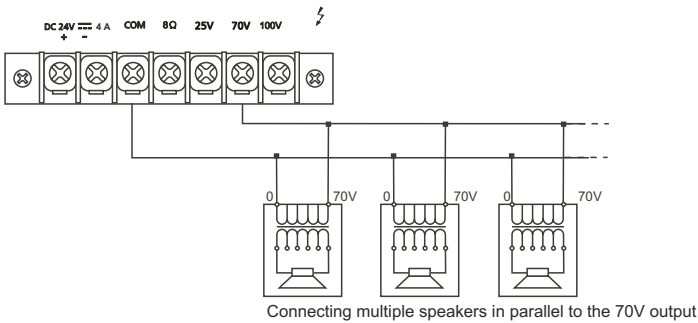 DC 24V ⎓ 4 A COM 8Ω 25V 70V 100V
+ −
0 70V 0 70V 0 70V
Connecting multiple speakers in parallel to the 70V output